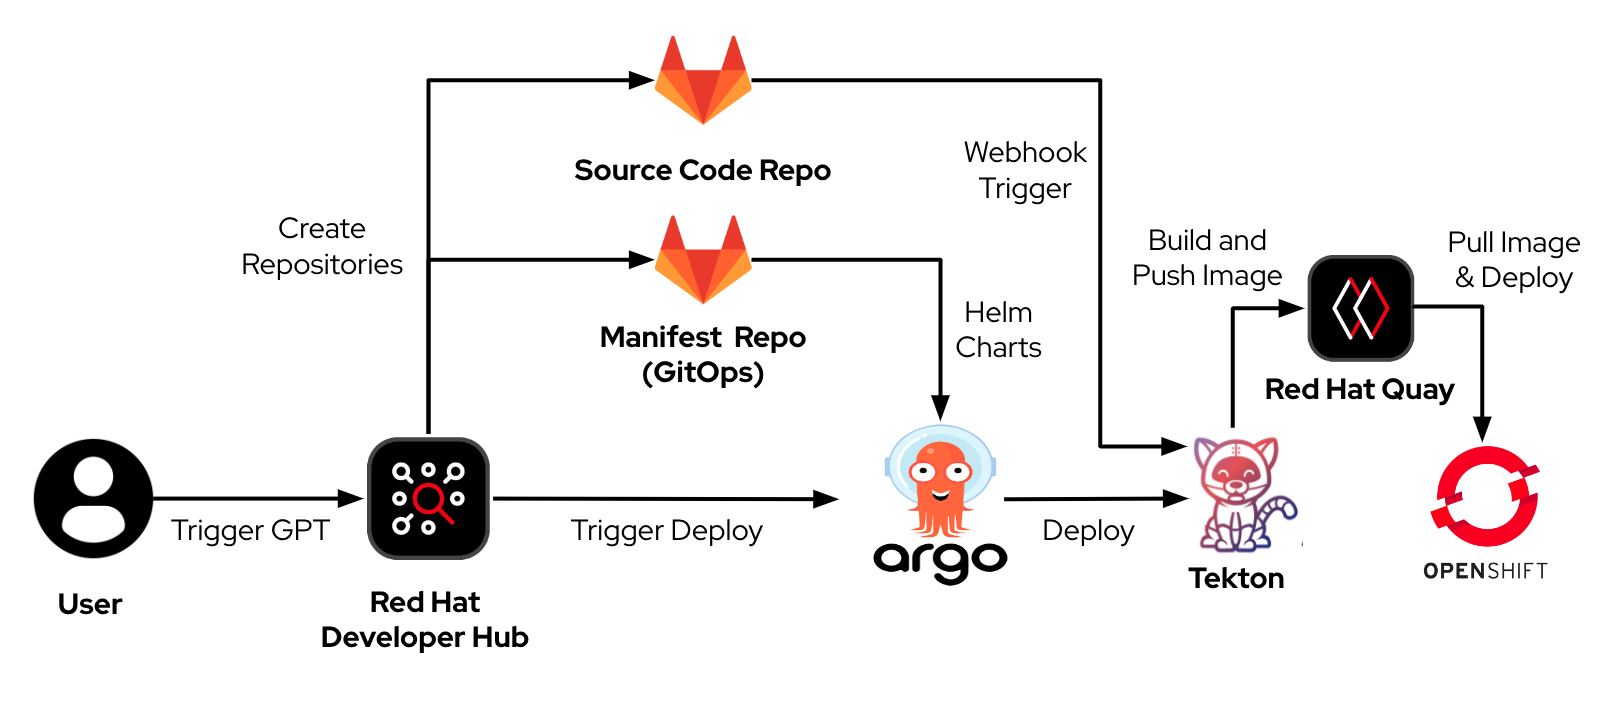 Source Code Repo
Webhook
Trigger
Create
Repositories
Build and
Push Image
Pull Image
& Deploy
Manifest Repo
(GitOps)
Helm
Charts
Red Hat Quay
Trigger GPT
Trigger Deploy
argo
Deploy
Tekton
OPENSHIFT
User
Red Hat
Developer Hub